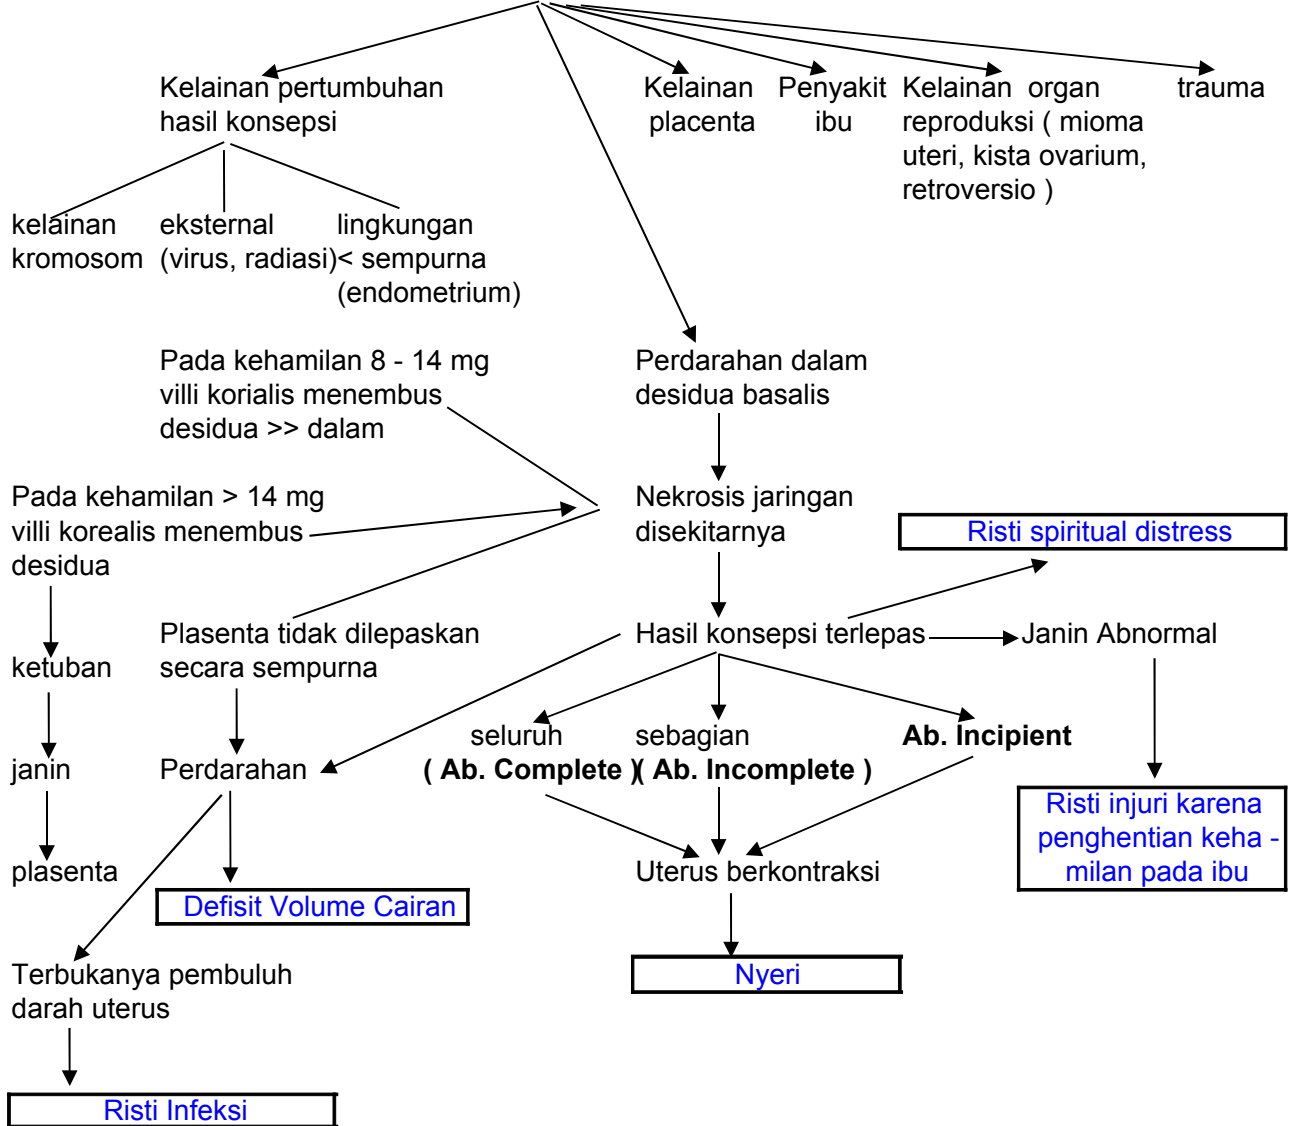 Kelainan pertumbuhan
hasil konsepsi
Kelainan
placenta
Penyakit
ibu
Kelainan organ
reproduksi ( mioma
uteri, kista ovarium,
retroversio )
trauma
kelainan
kromosom
eksternal
(virus, radiasi)
lingkungan
< sempurna
(endometrium)
Pada kehamilan 8 - 14 mg
villi korialis menembus
desidua >> dalam
Perdarahan dalam
desidua basalis
Pada kehamilan > 14 mg
villi korealis menembus
desidua
Nekrosis jaringan
disekitarnya
Risti spiritual distress
Plasenta tidak dilepaskan
secara sempurna
Hasil konsepsi terlepas
Janin Abnormal
ketuban
seluruh
( Ab. Complete )
sebagian
( Ab. Incomplete )
Ab. Incipient
janin
Perdarahan
Risti injuri karena
penghentian keha -
milan pada ibu
plasenta
Uterus berkontraksi
Defisit Volume Cairan
Terbukanya pembuluh
darah uterus
Nyeri
Risti Infeksi